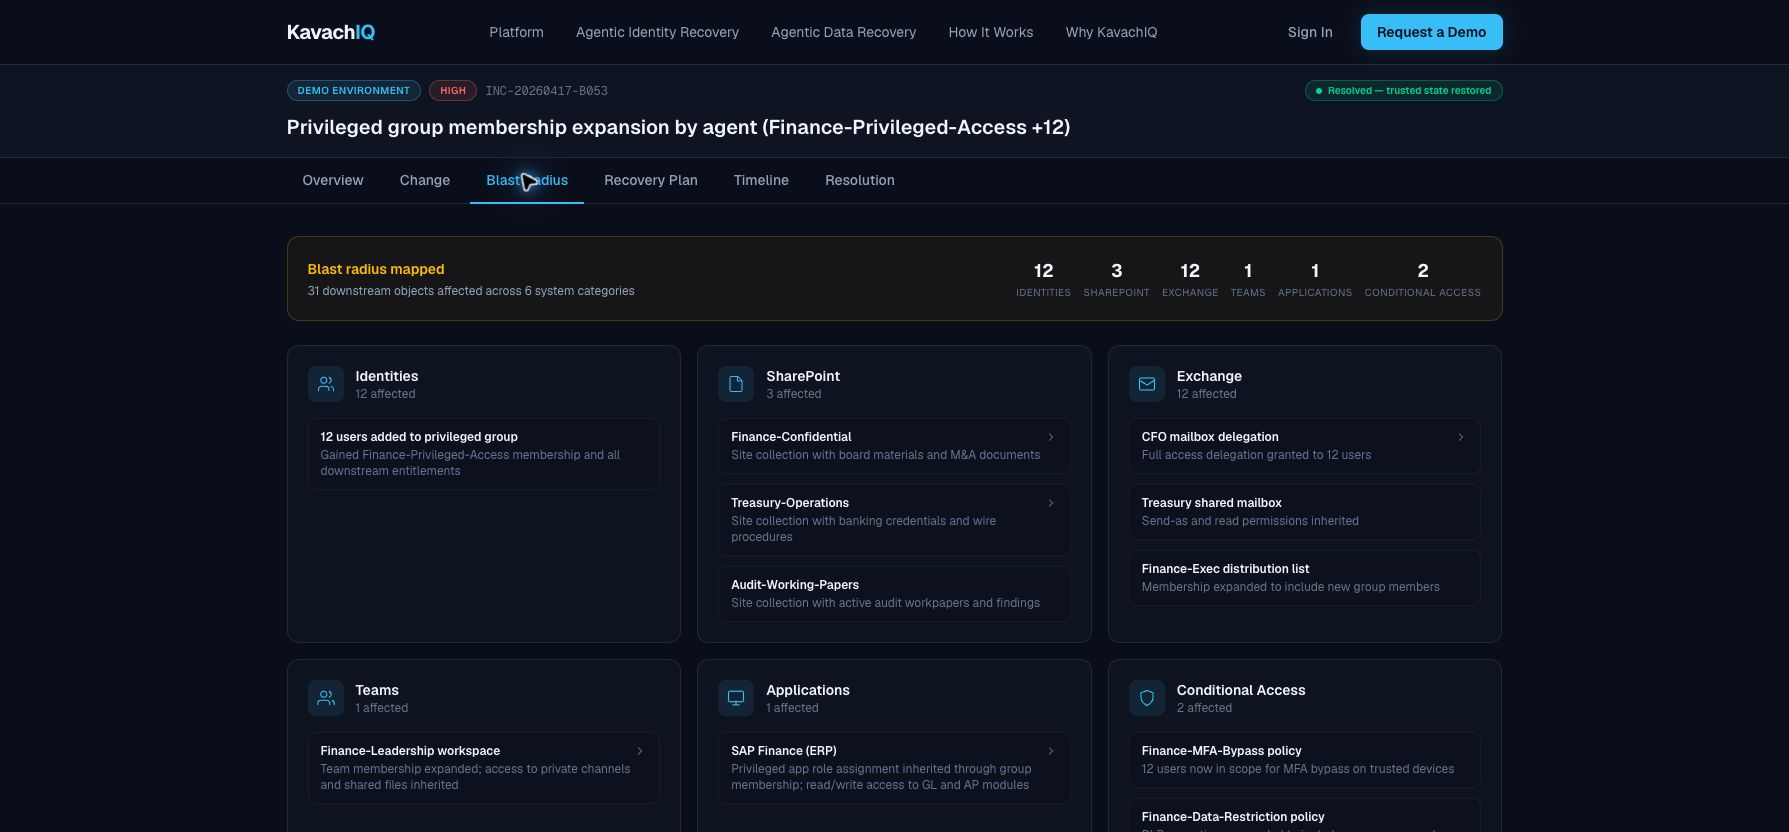 KavachIQ
Platform
Agentic Identity Recovery
Agentic Data Recovery
How It Works
Why KavachIQ
Sign In
Request a Demo
DEMO ENVIRONMENT
HIGH
INC-20260417-B053
Resolved — trusted state restored
Privileged group membership expansion by agent (Finance-Privileged-Access +12)
Overview
Change
Blast radius
Recovery Plan
Timeline
Resolution
Blast radius mapped
31 downstream objects affected across 6 system categories
12
IDENTITIES
3
SHAREPOINT
12
EXCHANGE
1
TEAMS
1
APPLICATIONS
2
CONDITIONAL ACCESS
Identities
12 affected
12 users added to privileged group
Gained Finance-Privileged-Access membership and all
downstream entitlements
SharePoint
3 affected
Finance-Confidential
Site collection with board materials and M&A documents
Treasury-Operations
Site collection with banking credentials and wire
procedures
Audit-Working-Papers
Site collection with active audit workpapers and findings
Exchange
12 affected
CFO mailbox delegation
Full access delegation granted to 12 users
Treasury shared mailbox
Send-as and read permissions inherited
Finance-Exec distribution list
Membership expanded to include new group members
Teams
1 affected
Finance-Leadership workspace
Team membership expanded; access to private channels
and shared files inherited
Applications
1 affected
SAP Finance (ERP)
Privileged app role assignment inherited through group
membership; read/write access to GL and AP modules
Conditional Access
2 affected
Finance-MFA-Bypass policy
12 users now in scope for MFA bypass on trusted devices
Finance-Data-Restriction policy